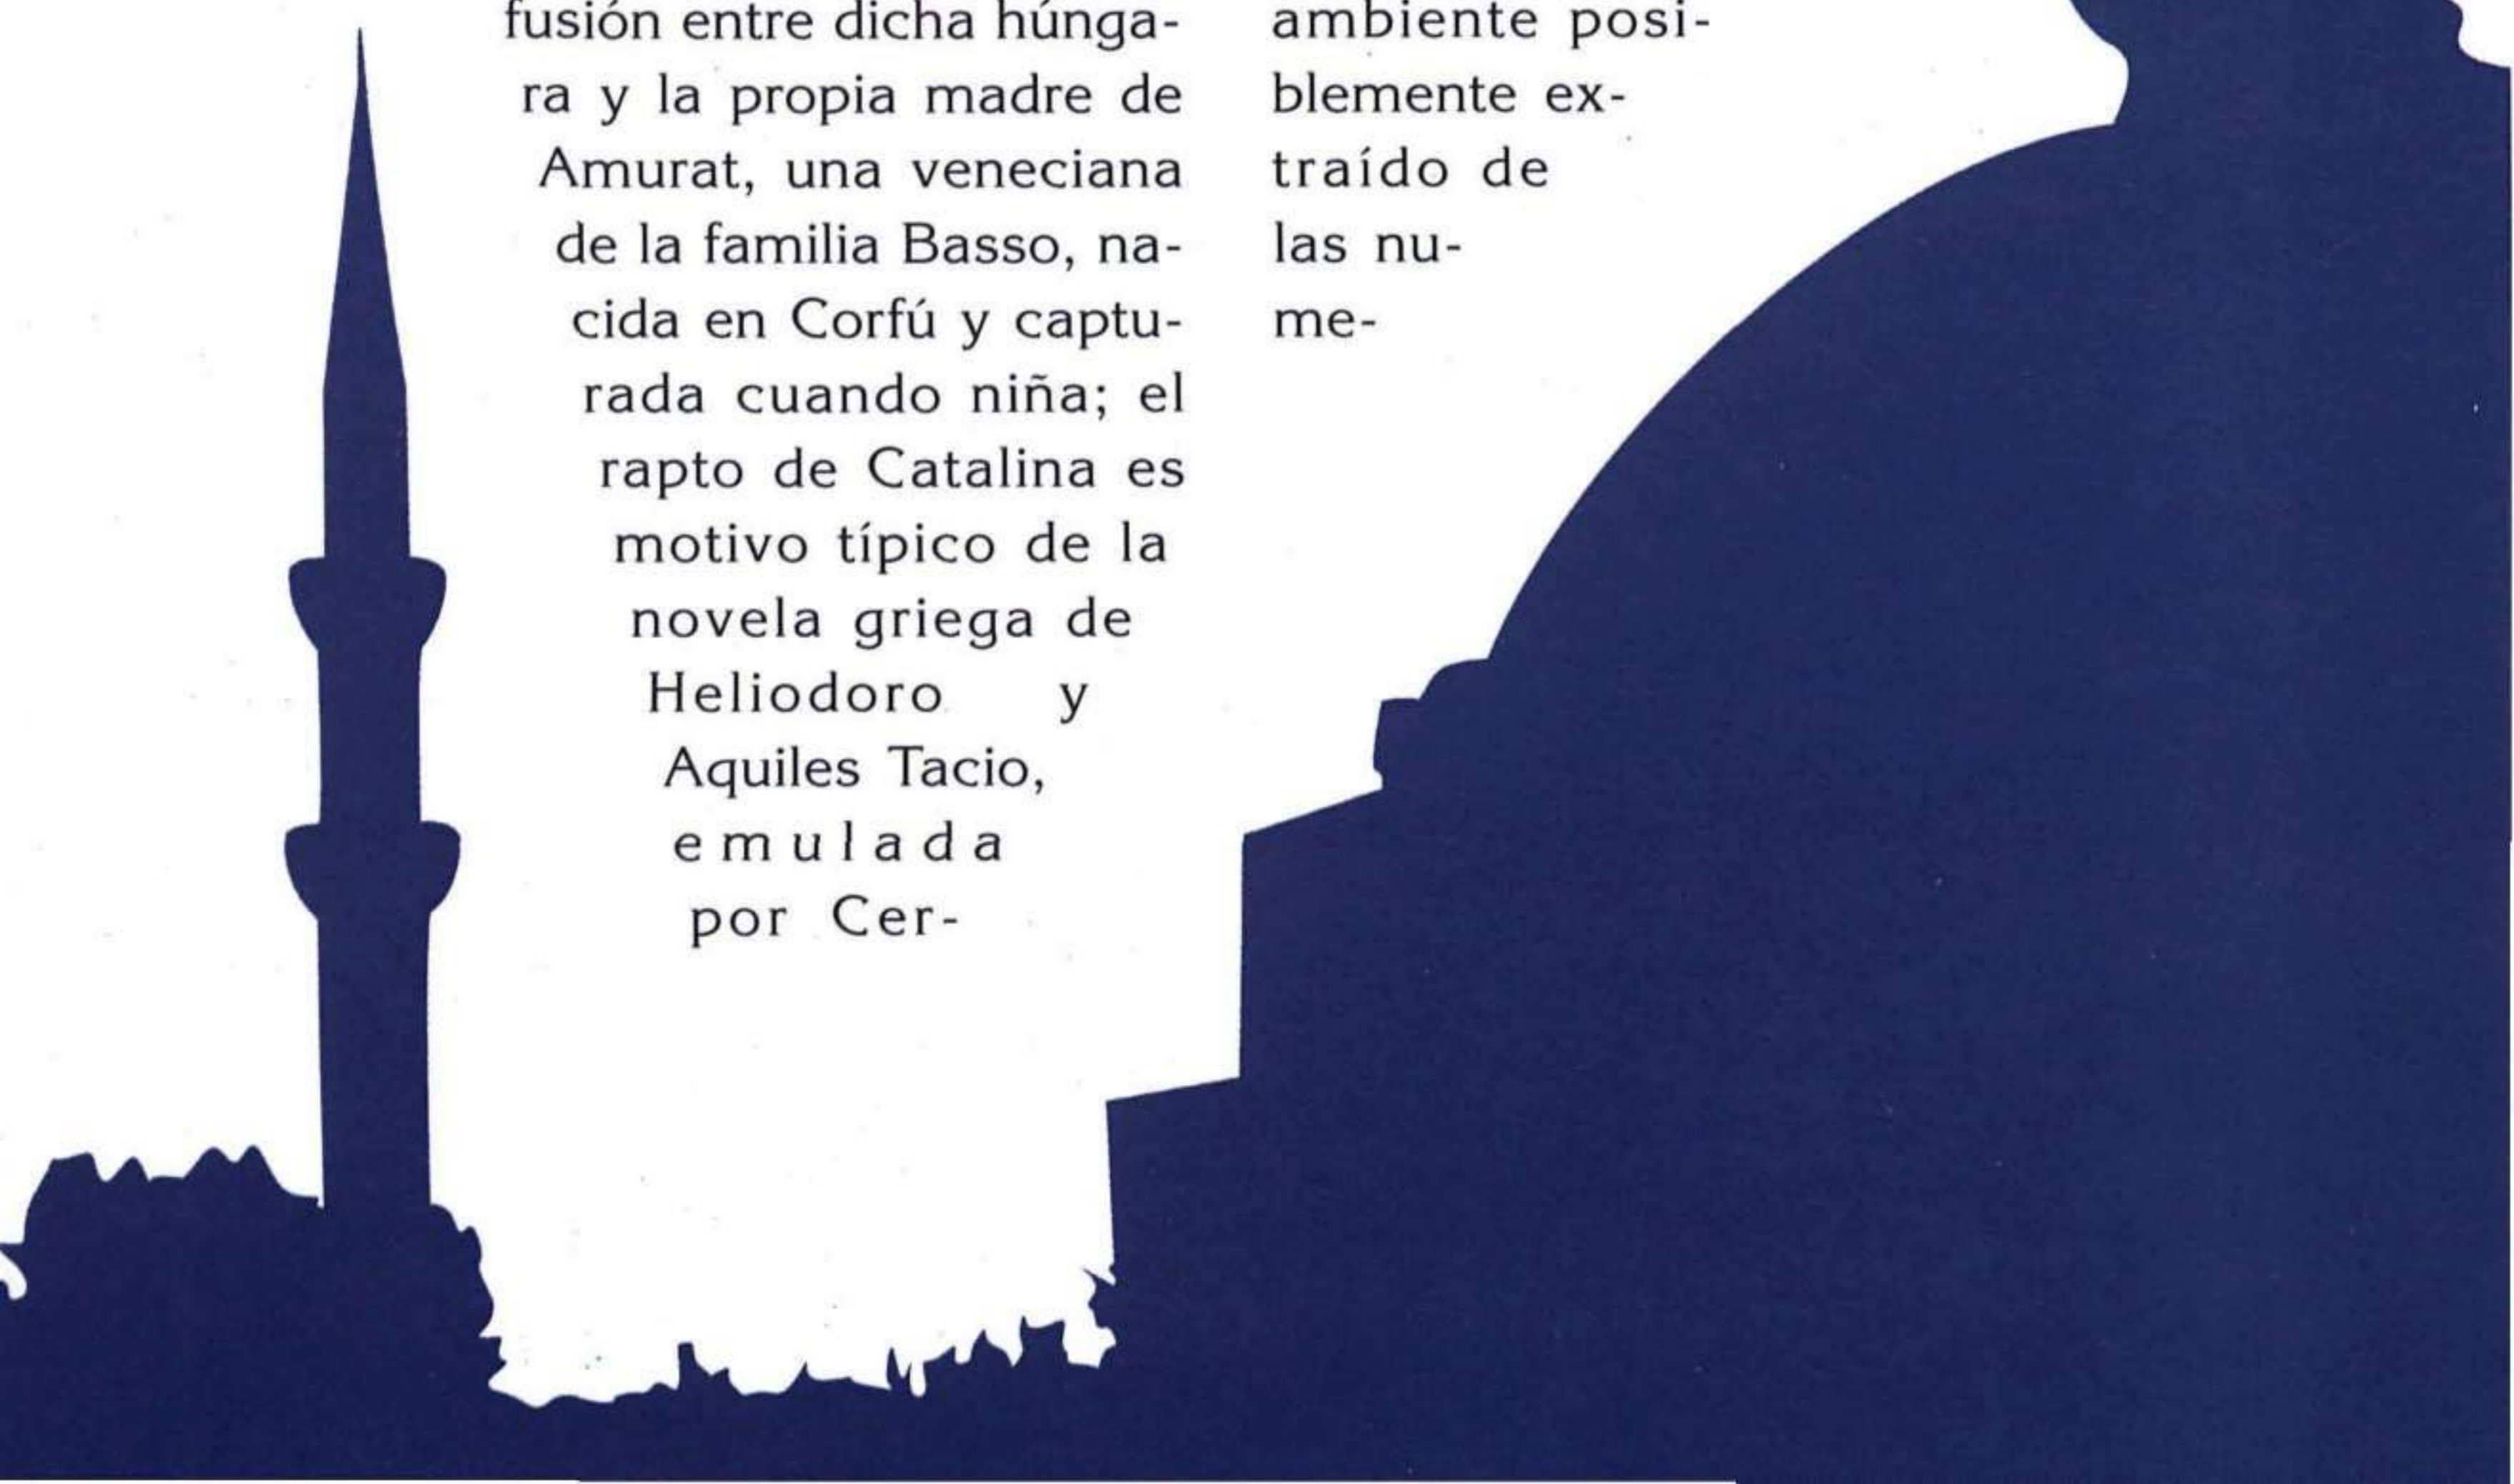 fusión entre dicha húnga-
ra y la propia madre de
Amurat, una veneciana
de la familia Basso, na-
cida en Corfú y captu-
rada cuando niña; el
rapto de Catalina es
motivo típico de la
novela griega de
Heliodoro y
Aquiles Tacio,
emulada
por Cer-
ambiente posi-
blemente ex-
traído de
las nu-
me-